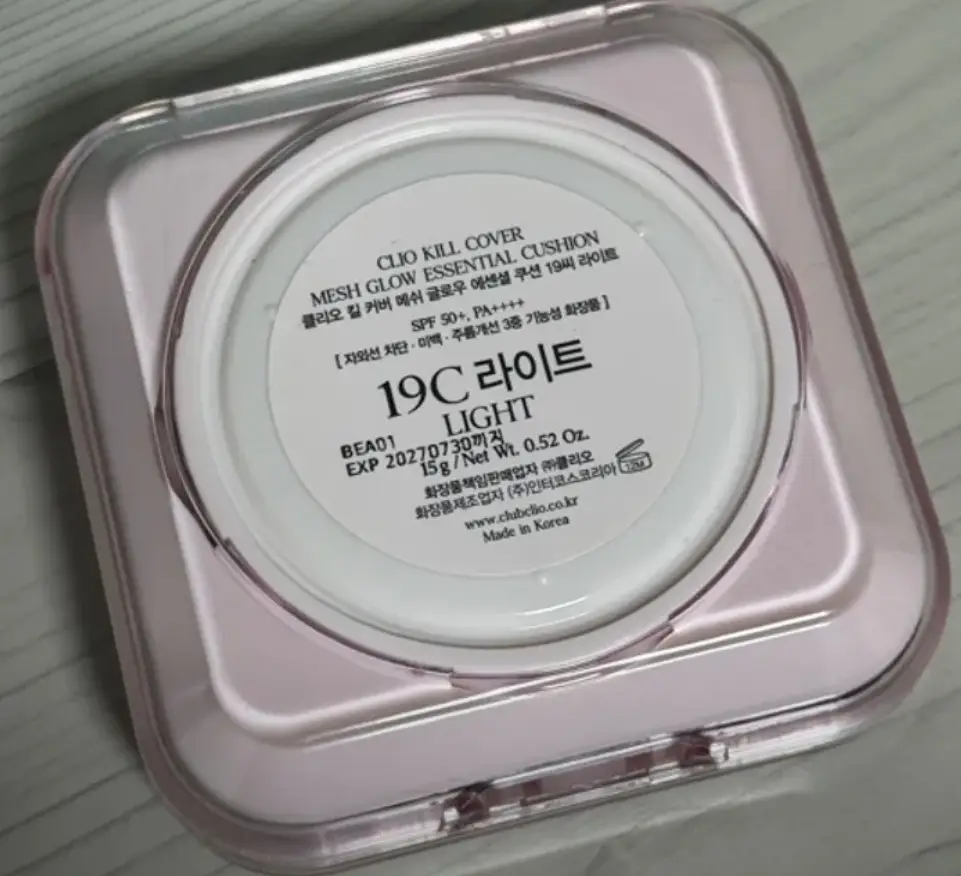 CLIO KILL COVER
MESH GLOW ESSENTIAL CUSHION
클리오 킬 커버 메쉬 글로우 에센셜 쿠션 19씨 라이트
SPF 50+, PA++++
[ 자외선 차단 · 미백 · 주름개선 3중 기능성 화장품 ]
19C 라이트
LIGHT
BEA01
EXP 20270730까지
15g / Net Wt. 0.52 Oz.
화장품책임판매업자 ㈜클리오
화장품제조업자 (주)인터코스코리아
12M
www.clubclio.co.kr
Made in Korea